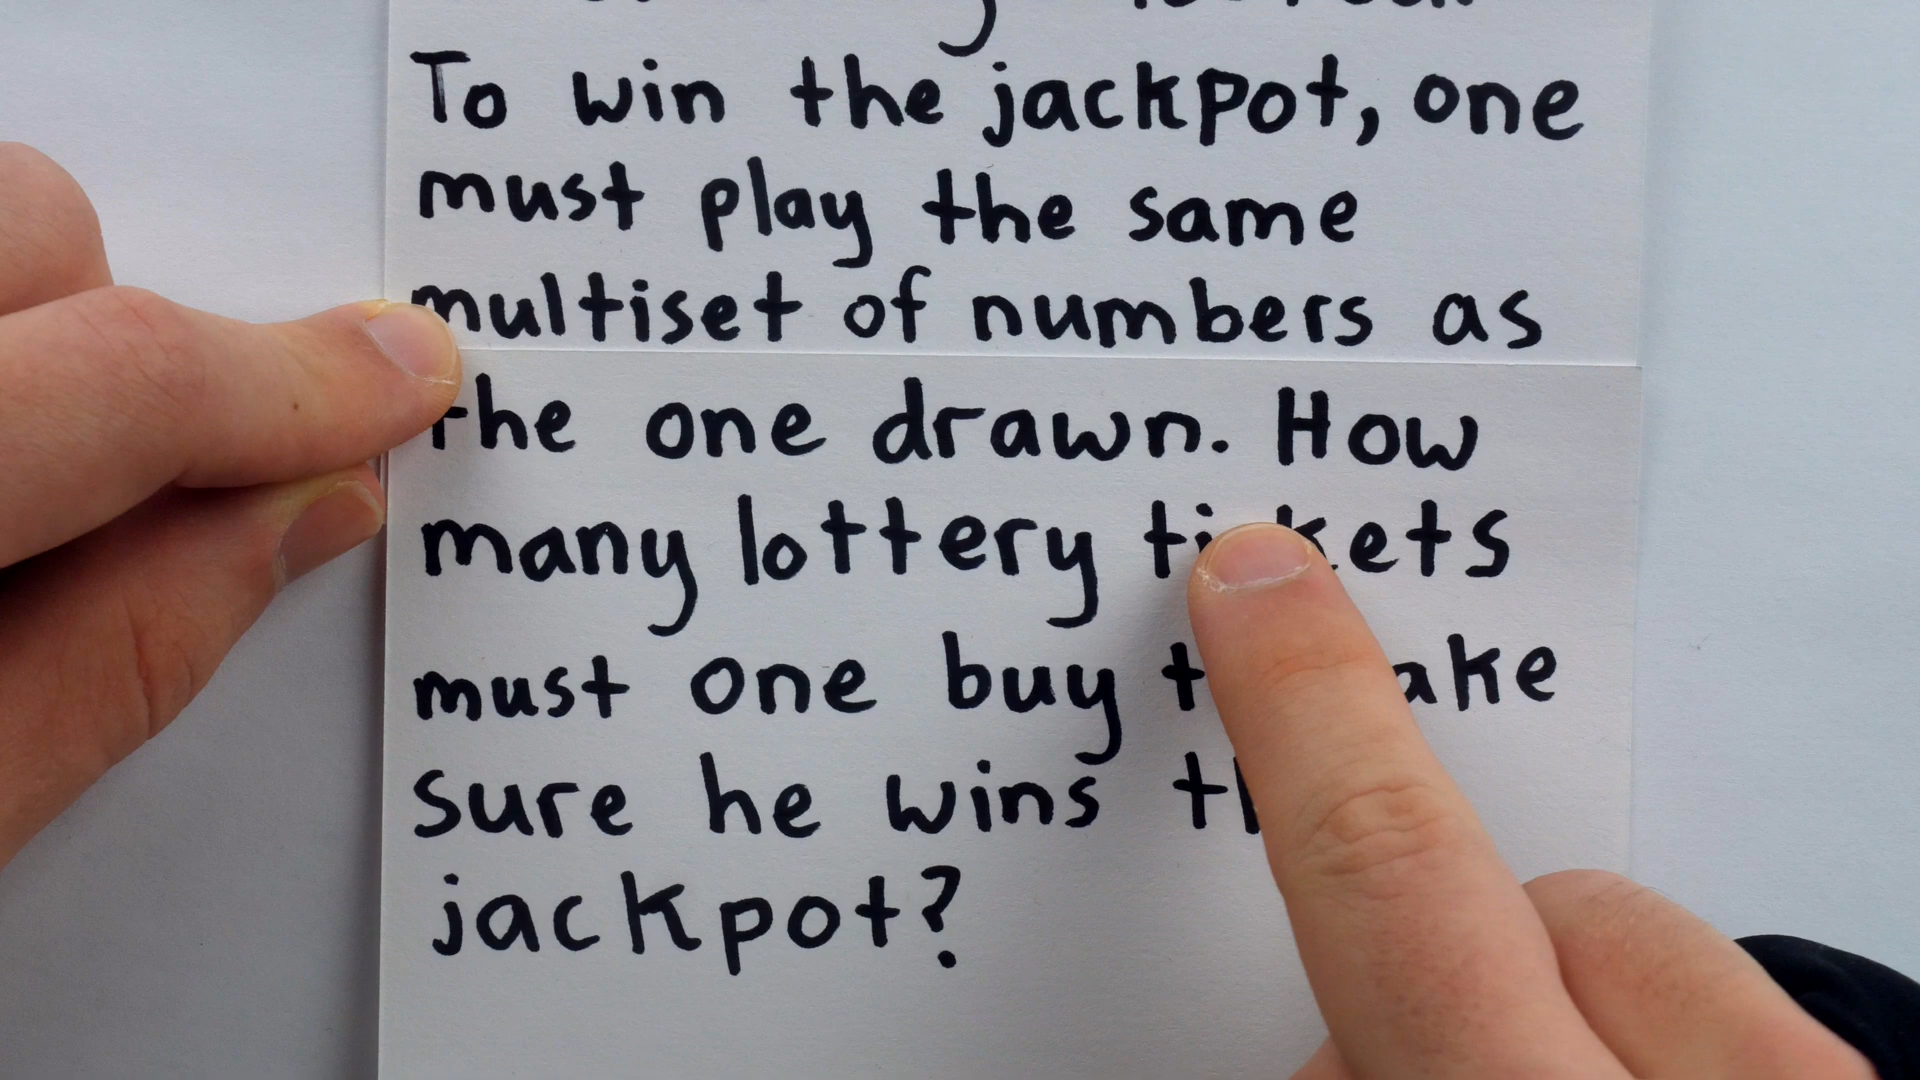 To win the jackpot, one
must play the same
multiset of numbers as
the one drawn. How
many lottery tickets
must one buy
sure he wins
jackpot?